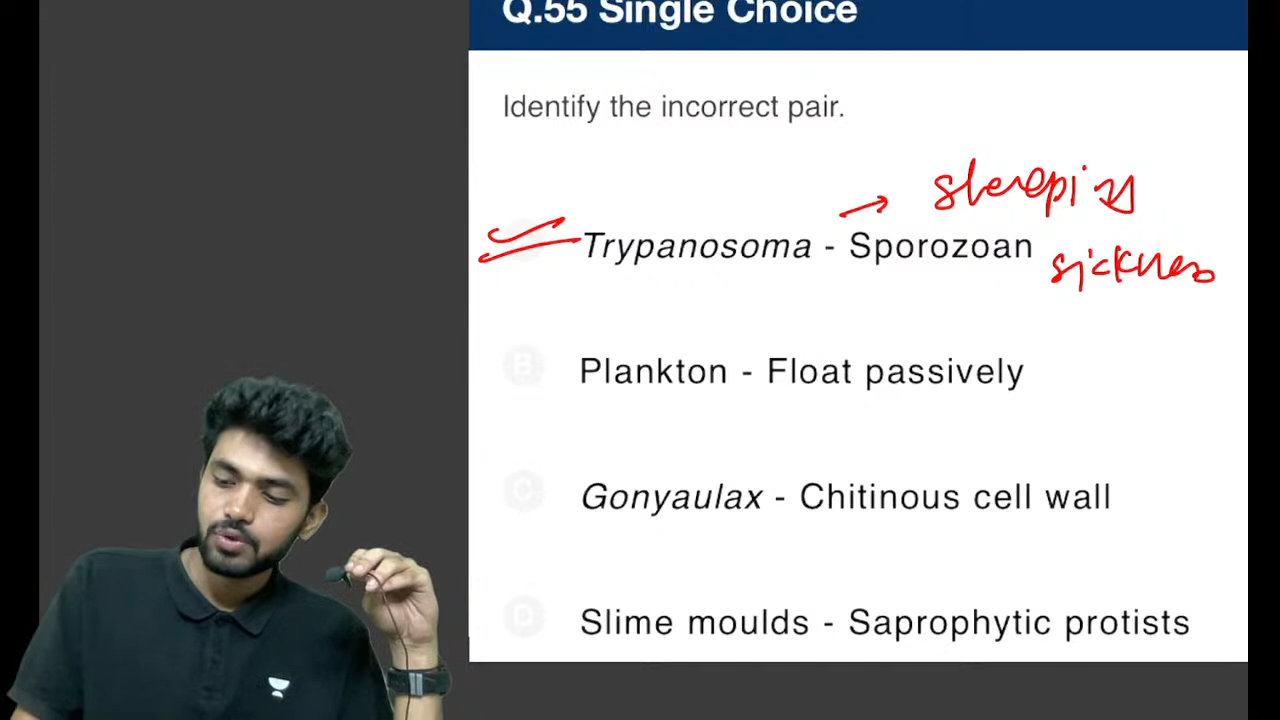 Q.55 Single Choice
Identify the incorrect pair.
sleeping
Trypanosoma - Sporozoan
sickness
B Plankton - Float passively
C Gonyaulax - Chitinous cell wall
D Slime moulds - Saprophytic protists